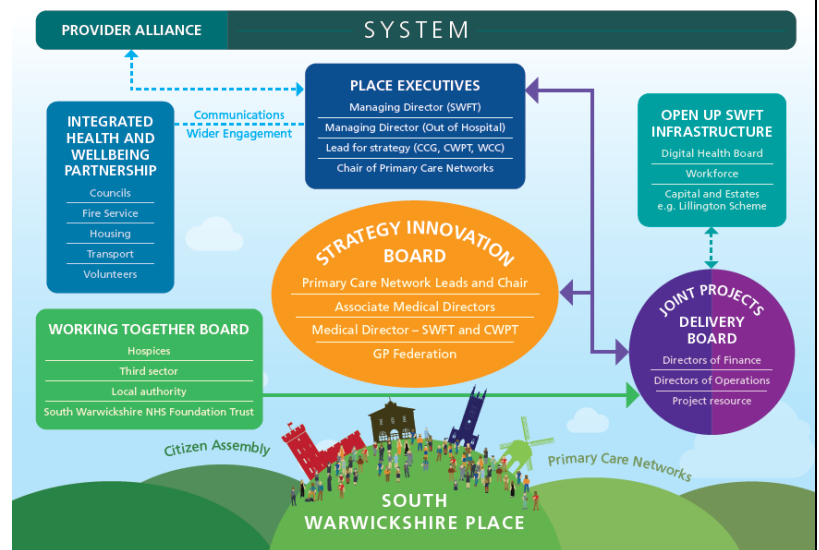 PROVIDER ALLIANCE
SYSTEM
PLACE EXECUTIVES
Managing Director (SWFT)
Managing Director (Out of Hospital)
Lead for strategy (CCG, CWPT, WCC)
Chair of Primary Care Networks
Communications
Wider Engagement
INTEGRATED
HEALTH AND
WELLBEING
PARTNERSHIP
Councils
Fire Service
Housing
Transport
Volunteers
OPEN UP SWFT
INFRASTRUCTURE
Digital Health Board
Workforce
Capital and Estates
e.g. Lillington Scheme
STRATEGY INNOVATION
BOARD
Primary Care Network Leads and Chair
Associate Medical Directors
Medical Director – SWFT and CWPT
GP Federation
WORKING TOGETHER BOARD
Hospices
Third sector
Local authority
South Warwickshire NHS Foundation Trust
JOINT PROJECTS
DELIVERY
BOARD
Directors of Finance
Directors of Operations
Project resource
Citizen Assembly
Primary Care Networks
SOUTH
WARWICKSHIRE PLACE